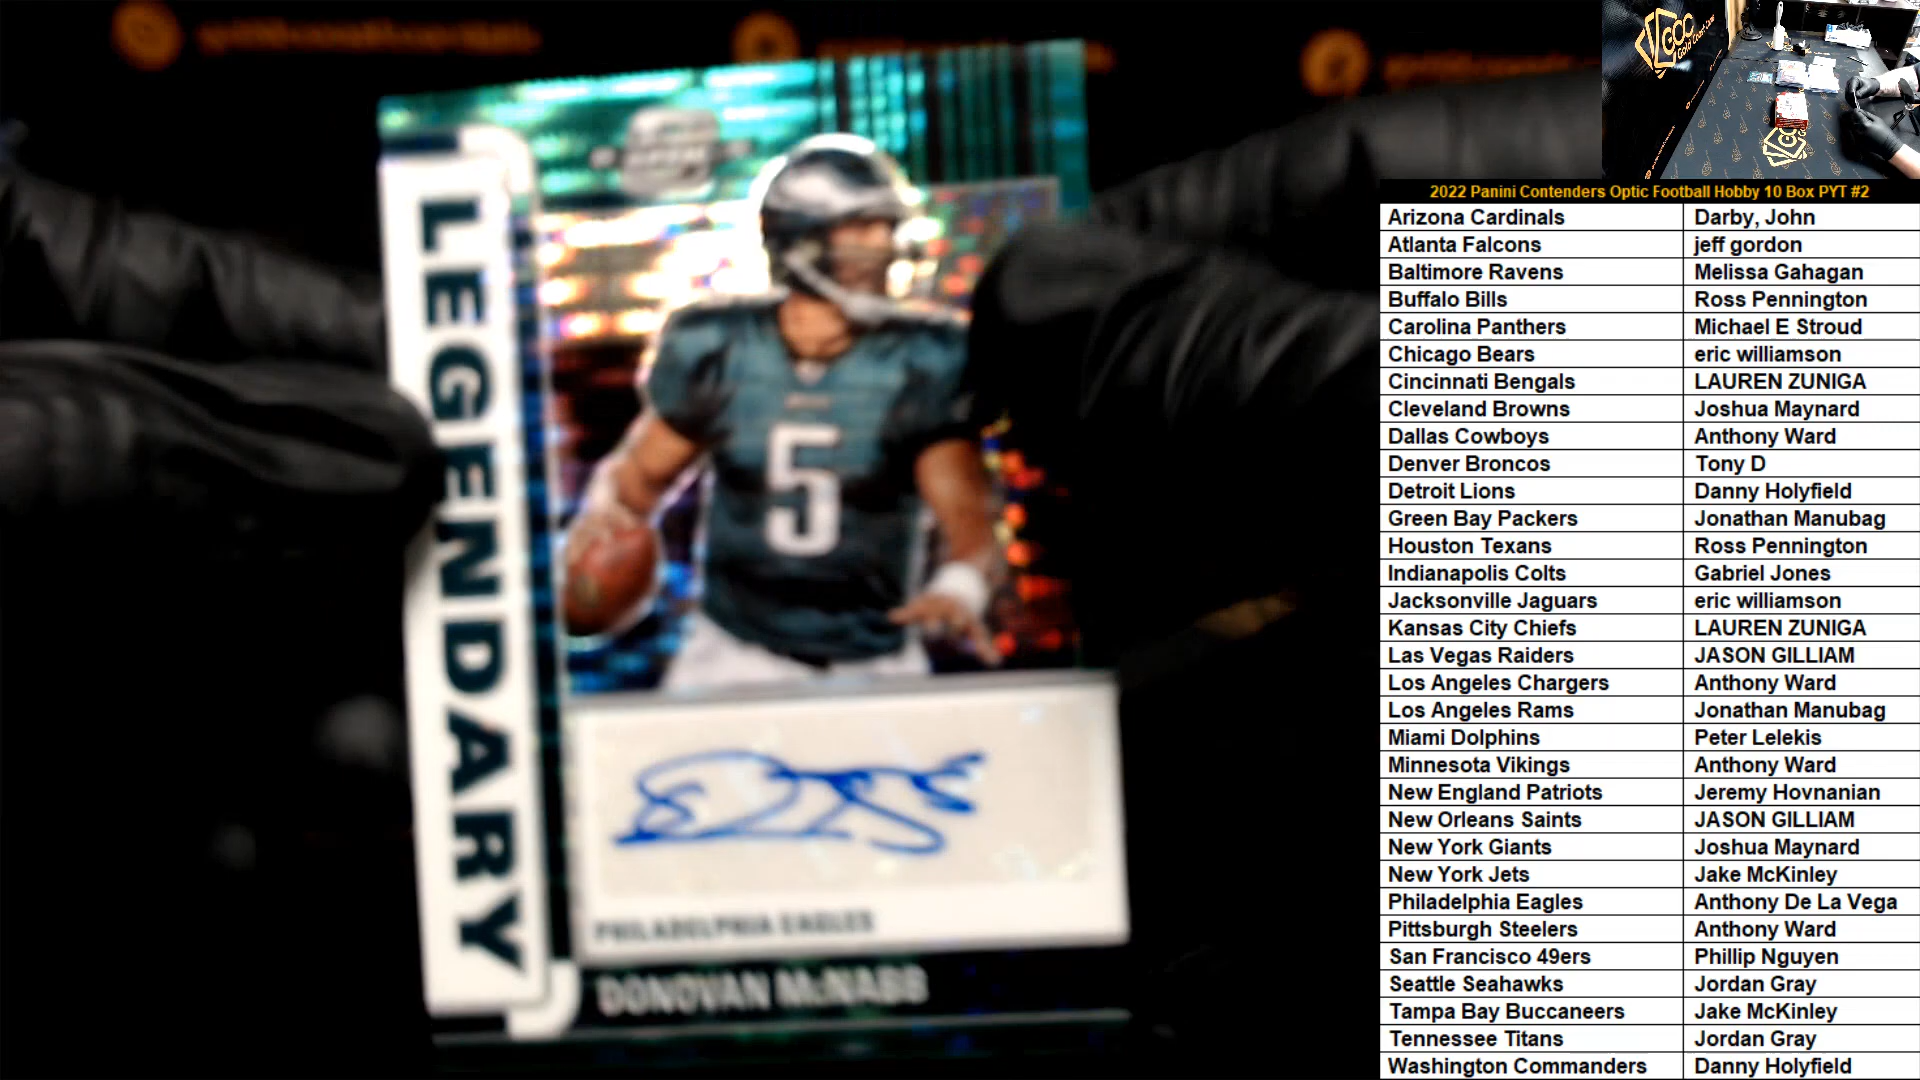 LEGENDARY
5
PHILADELPHIA EAGLES
DONOVAN McNABB
GCC
Gold Coast
2022 Panini Contenders Optic Football Hobby 10 Box PYT #2
Arizona Cardinals Darby, John
Atlanta Falcons jeff gordon
Baltimore Ravens Melissa Gahagan
Buffalo Bills Ross Pennington
Carolina Panthers Michael E Stroud
Chicago Bears eric williamson
Cincinnati Bengals LAUREN ZUNIGA
Cleveland Browns Joshua Maynard
Dallas Cowboys Anthony Ward
Denver Broncos Tony D
Detroit Lions Danny Holyfield
Green Bay Packers Jonathan Manubag
Houston Texans Ross Pennington
Indianapolis Colts Gabriel Jones
Jacksonville Jaguars eric williamson
Kansas City Chiefs LAUREN ZUNIGA
Las Vegas Raiders JASON GILLIAM
Los Angeles Chargers Anthony Ward
Los Angeles Rams Jonathan Manubag
Miami Dolphins Peter Lelekis
Minnesota Vikings Anthony Ward
New England Patriots Jeremy Hovnanian
New Orleans Saints JASON GILLIAM
New York Giants Joshua Maynard
New York Jets Jake McKinley
Philadelphia Eagles Anthony De La Vega
Pittsburgh Steelers Anthony Ward
San Francisco 49ers Phillip Nguyen
Seattle Seahawks Jordan Gray
Tampa Bay Buccaneers Jake McKinley
Tennessee Titans Jordan Gray
Washington Commanders Danny Holyfield